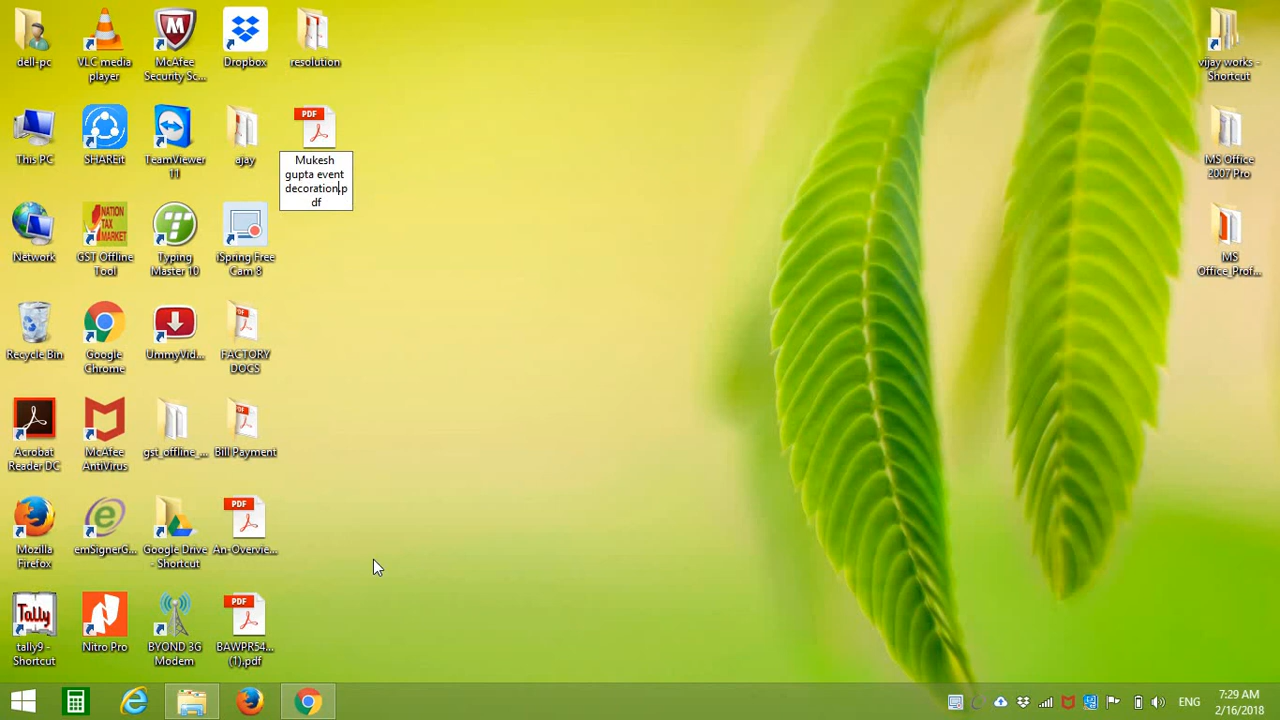 dell-pc
VLC media
player
McAfee
Security Sc...
Dropbox
resolution
vijay works -
Shortcut
This PC
SHAREit
TeamViewer
11
ajay
PDF
Mukesh
gupta event
decoration.p
df
MS Office
2007 Pro
Network
NATION
TAX
MARKET
GST Offline
Tool
Typing
Master 10
iSpring Free
Cam 8
MS
Office_Prof...
Recycle Bin
Google
Chrome
UmmyVid...
FACTORY
DOCS
Acrobat
Reader DC
McAfee
AntiVirus
gst_offline_...
Bill Payment
Mozilla
Firefox
emSignerG...
Google Drive
- Shortcut
PDF
An-Overvie...
Tally
tally9 -
Shortcut
Nitro Pro
BYOND 3G
Modem
PDF
BAWPR54...
(1).pdf
ENG
7:29 AM
2/16/2018